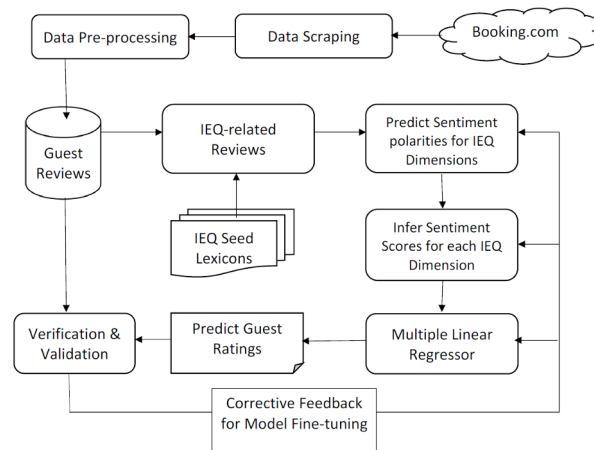 Data Pre-processing
Data Scraping
Booking.com
Guest
Reviews
IEQ-related
Reviews
Predict Sentiment
polarities for IEQ
Dimensions
IEQ Seed
Lexicons
Infer Sentiment
Scores for each IEQ
Dimension
Verification &
Validation
Predict Guest
Ratings
Multiple Linear
Regressor
Corrective Feedback
for Model Fine-tuning